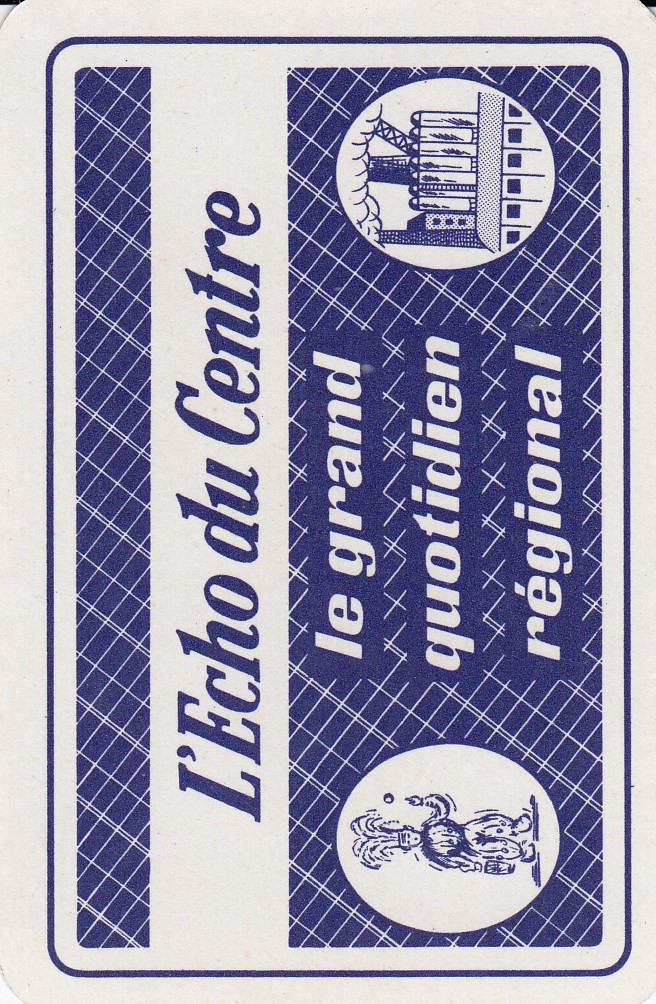 L'Echo du Centre
le grand
quotidien
régional